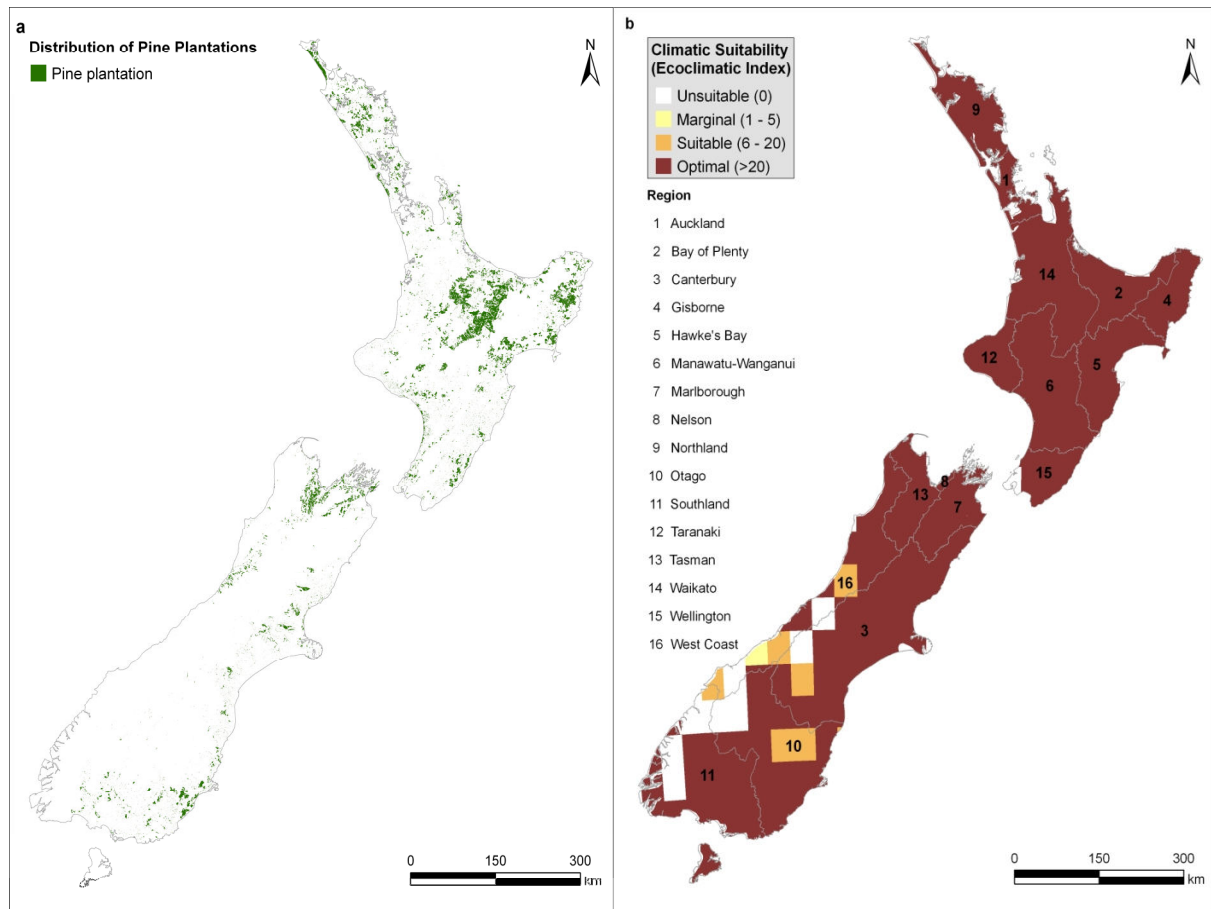 a
Distribution of Pine Plantations
Pine plantation
N
0 150 300
km
b
Climatic Suitability
(Ecoclimatic Index)
Unsuitable (0)
Marginal (1 - 5)
Suitable (6 - 20)
Optimal (>20)
Region
1 Auckland
2 Bay of Plenty
3 Canterbury
4 Gisborne
5 Hawke's Bay
6 Manawatu-Wanganui
7 Marlborough
8 Nelson
9 Northland
10 Otago
11 Southland
12 Taranaki
13 Tasman
14 Waikato
15 Wellington
16 West Coast
N
9
1
14
2
4
12
5
6
15
8
13
7
16
3
10
11
0 150 300
km